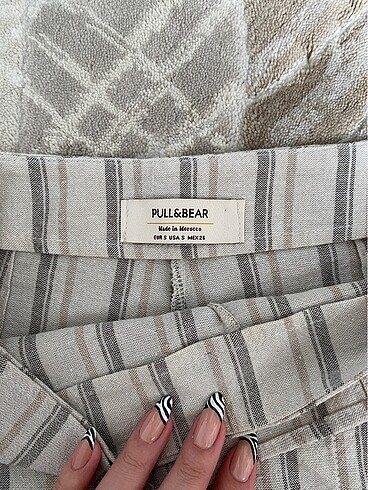 PULL&BEAR
Made in Morocco
EUR S USA S MEX 26